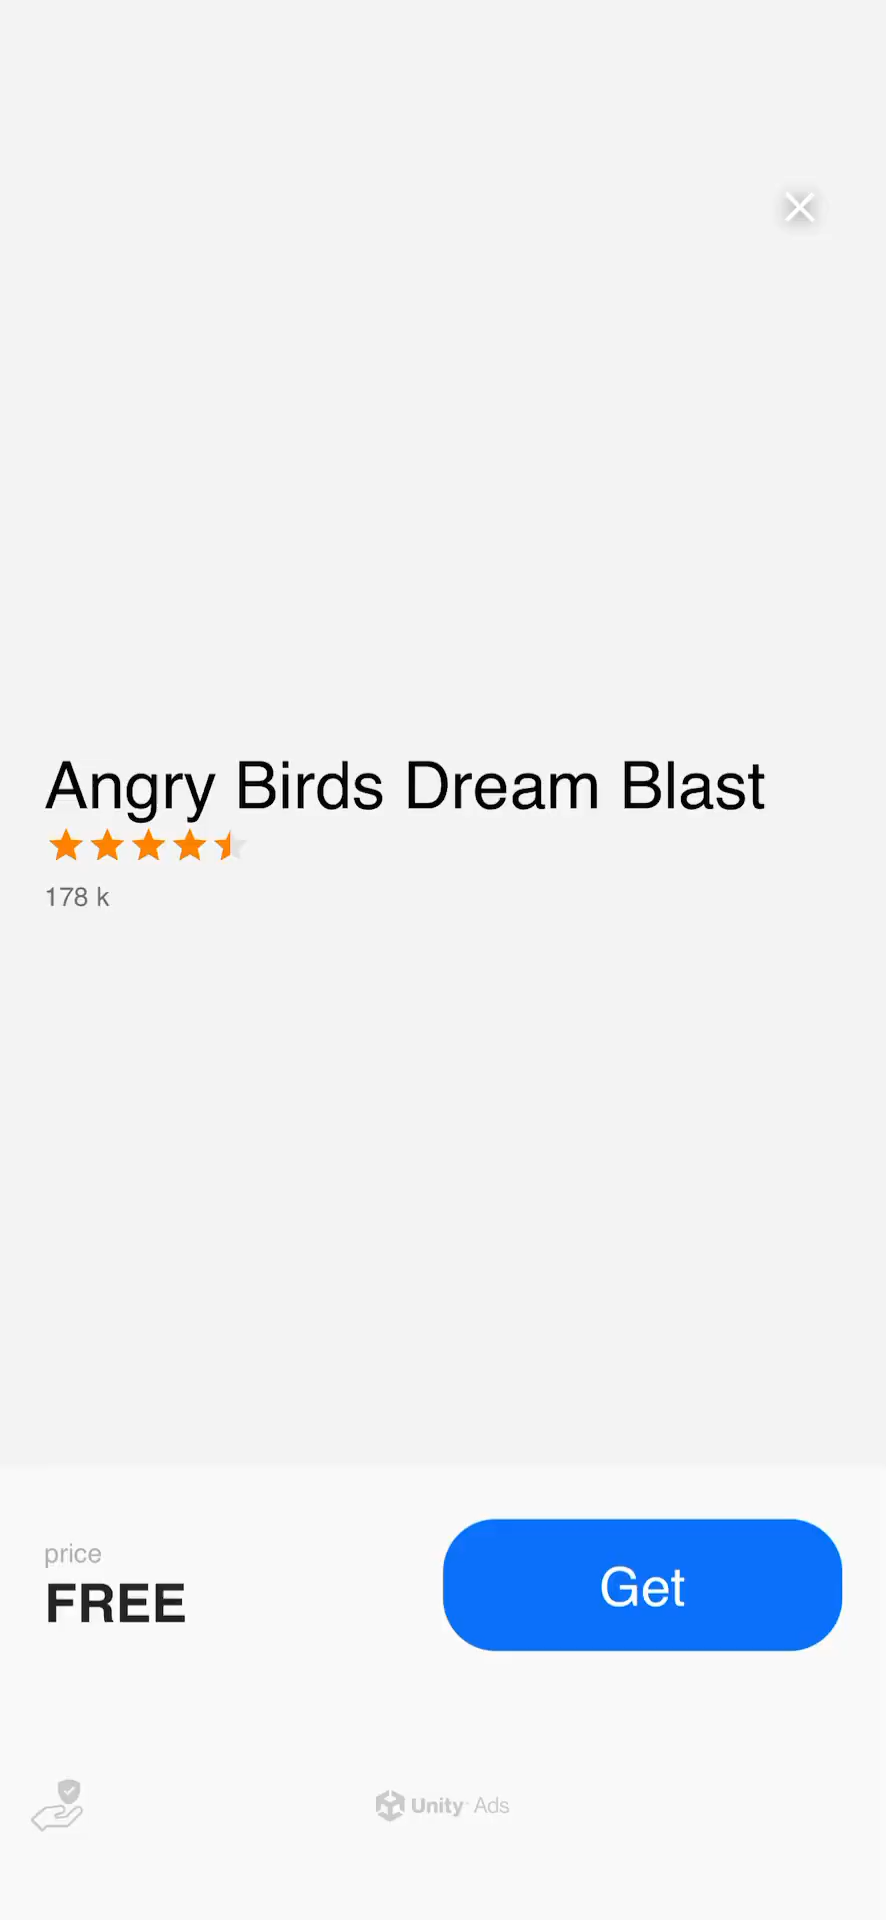 Angry Birds Dream Blast
178 k
price
FREE
Get
Unity Ads